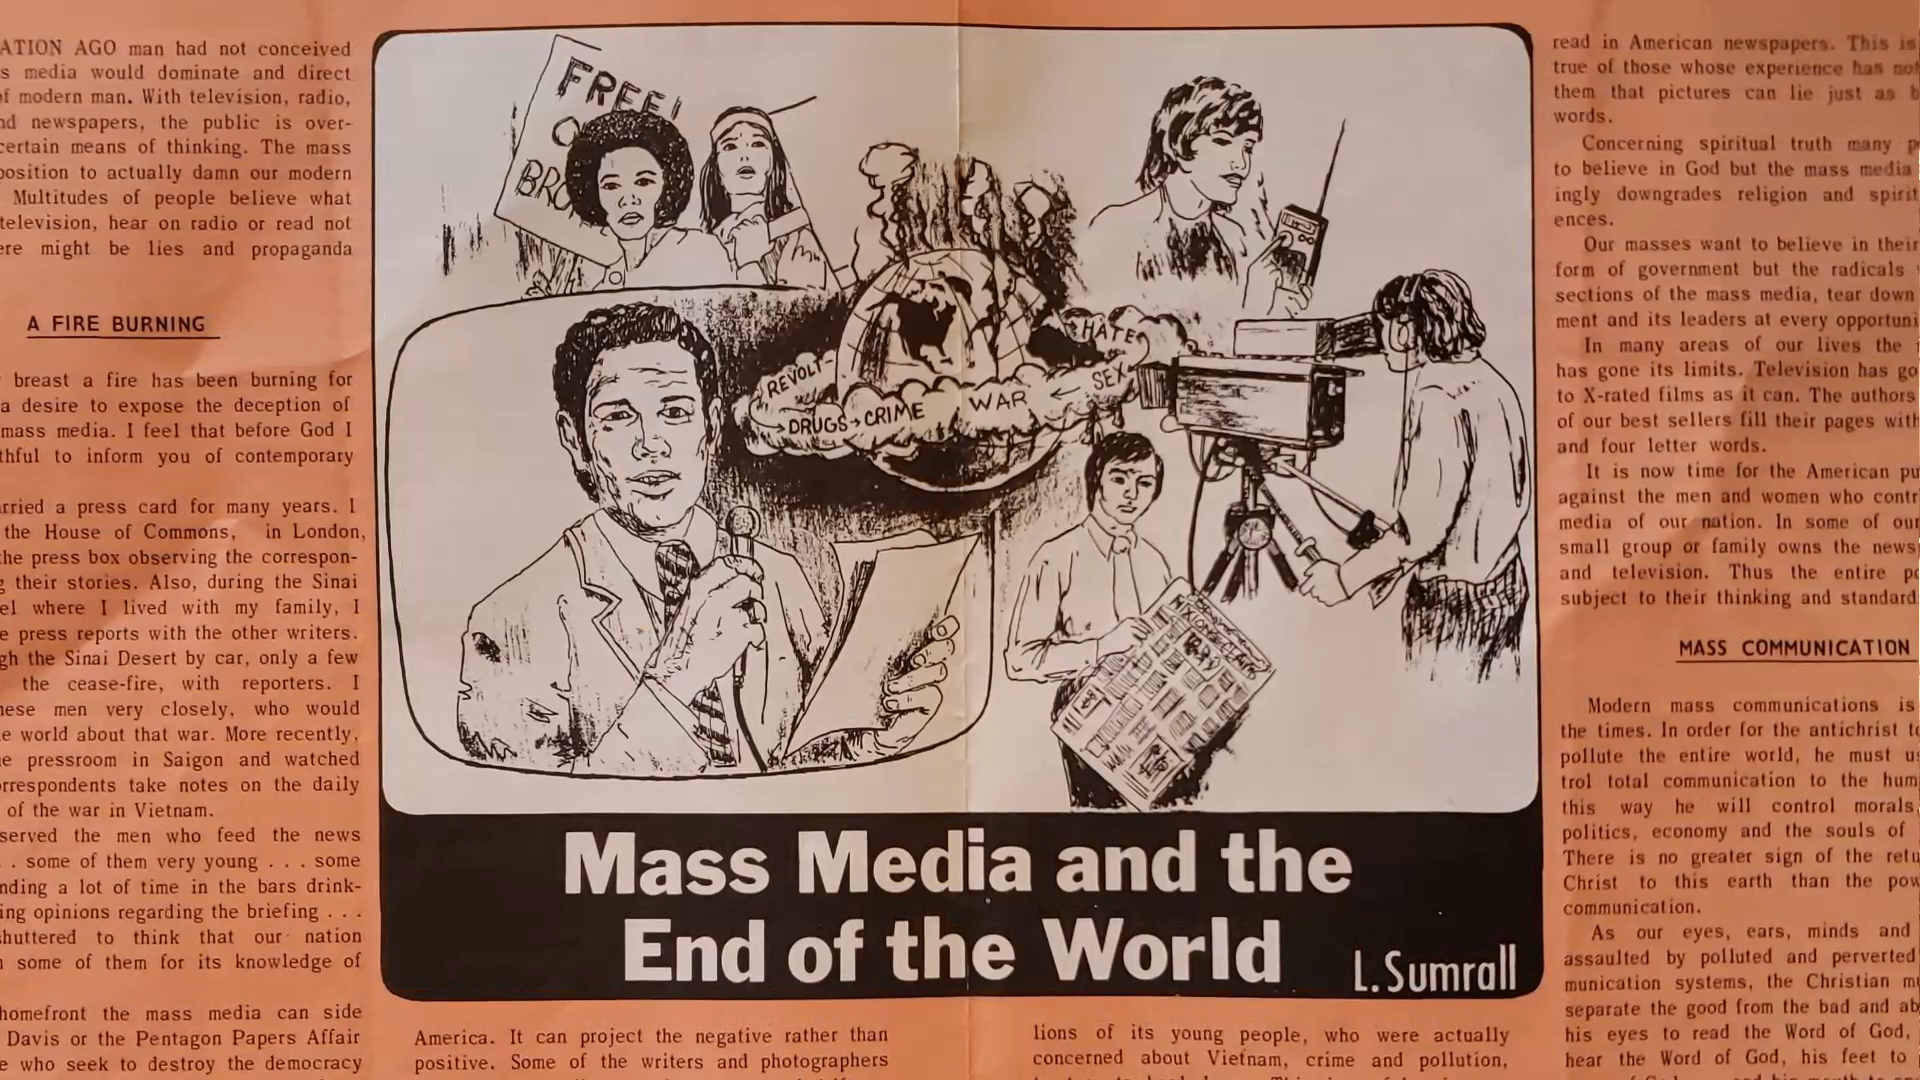 ATION AGO man had not conceived
s media would dominate and direct
of modern man. With television, radio,
nd newspapers, the public is over-
certain means of thinking. The mass
position to actually damn our modern
Multitudes of people believe what
television, hear on radio or read not
ere might be lies and propaganda
A FIRE BURNING
breast a fire has been burning for
a desire to expose the deception of
mass media. I feel that before God I
thful to inform you of contemporary
rried a press card for many years. I
the House of Commons, in London,
the press box observing the correspon-
g their stories. Also, during the Sinai
el where I lived with my family, I
e press reports with the other writers.
gh the Sinai Desert by car, only a few
the cease-fire, with reporters. I
hese men very closely, who would
e world about that war. More recently,
e pressroom in Saigon and watched
orrespondents take notes on the daily
of the war in Vietnam.
served the men who feed the news
. . some of them very young . . . some
nding a lot of time in the bars drink-
ing opinions regarding the briefing . . .
shuttered to think that our nation
n some of them for its knowledge of
homefront the mass media can side
Davis or the Pentagon Papers Affair
e who seek to destroy the democracy
FREE!
O
BRO
REVOLT
DRUGS→CRIME
WAR
SEX
HATE
Mass Media and the
End of the World
L. Sumrall
America. It can project the negative rather than
positive. Some of the writers and photographers
lions of its young people, who were actually
concerned about Vietnam, crime and pollution,
read in American newspapers. This is
true of those whose experience has not
them that pictures can lie just as b
words.
Concerning spiritual truth many p
to believe in God but the mass media
ingly downgrades religion and spirit
ences.
Our masses want to believe in their
form of government but the radicals
sections of the mass media, tear down
ment and its leaders at every opportuni
In many areas of our lives the
has gone its limits. Television has go
to X-rated films as it can. The authors
of our best sellers fill their pages with
and four letter words.
It is now time for the American pu
against the men and women who contr
media of our nation. In some of our
small group or family owns the news
and television. Thus the entire po
subject to their thinking and standard
MASS COMMUNICATION
Modern mass communications is
the times. In order for the antichrist to
pollute the entire world, he must us
trol total communication to the hum
this way he will control morals,
politics, economy and the souls of
There is no greater sign of the retu
Christ to this earth than the pow
communication.
As our eyes, ears, minds and
assaulted by polluted and perverted
munication systems, the Christian mu
separate the good from the bad and ab
his eyes to read the Word of God,
hear the Word of God, his feet to